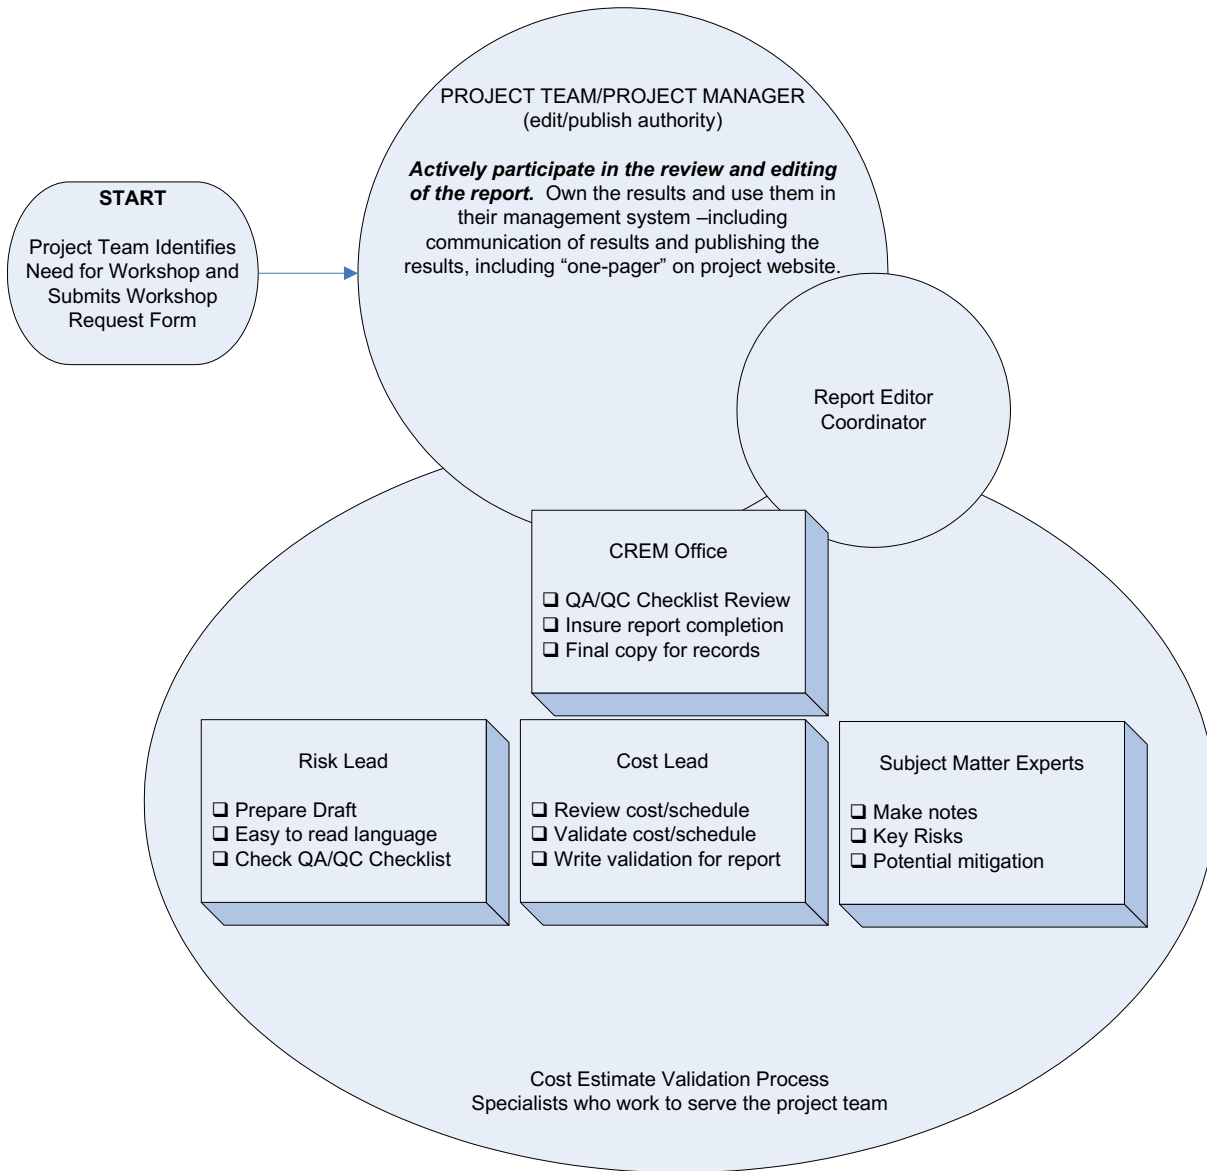 PROJECT TEAM/PROJECT MANAGER
(edit/publish authority)
Actively participate in the review and editing
of the report.  Own the results and use them in
their management system –including
communication of results and publishing the
results, including “one-pager” on project website.
START
Project Team Identifies
Need for Workshop and
Submits Workshop
Request Form
Report Editor
Coordinator
CREM Office
❑ QA/QC Checklist Review
❑ Insure report completion
❑ Final copy for records
Risk Lead
❑ Prepare Draft
❑ Easy to read language
❑ Check QA/QC Checklist
Cost Lead
❑ Review cost/schedule
❑ Validate cost/schedule
❑ Write validation for report
Subject Matter Experts
❑ Make notes
❑ Key Risks
❑ Potential mitigation
Cost Estimate Validation Process
Specialists who work to serve the project team